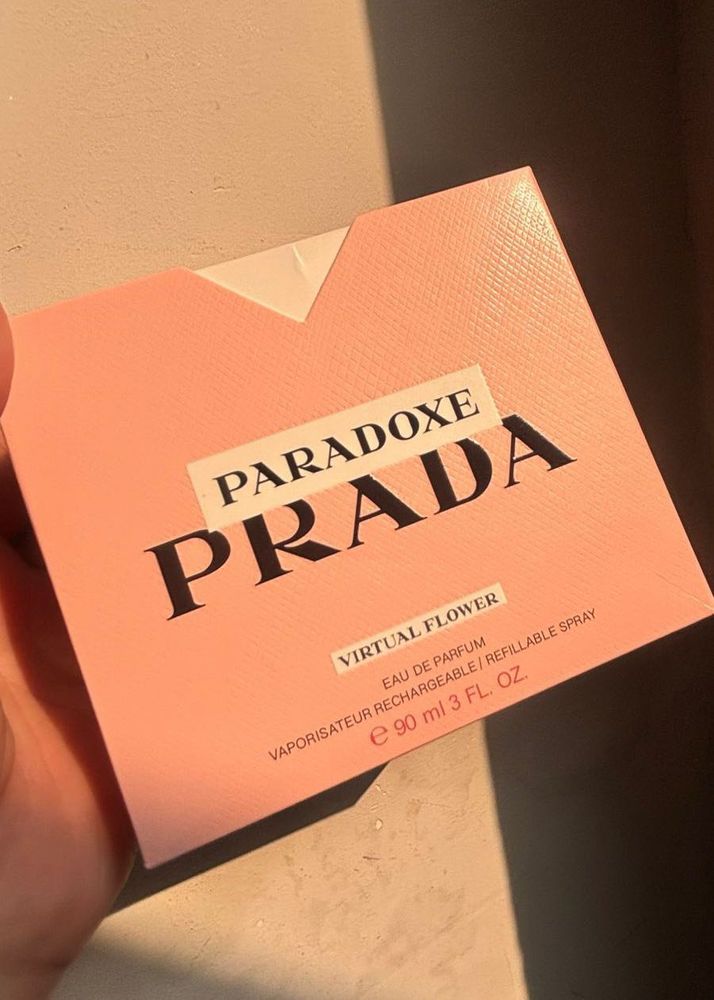 PARADOXE
PRADA
VIRTUAL FLOWER
EAU DE PARFUM
VAPORISATEUR RECHARGEABLE / REFILLABLE SPRAY
℮ 90 ml 3 FL. OZ.